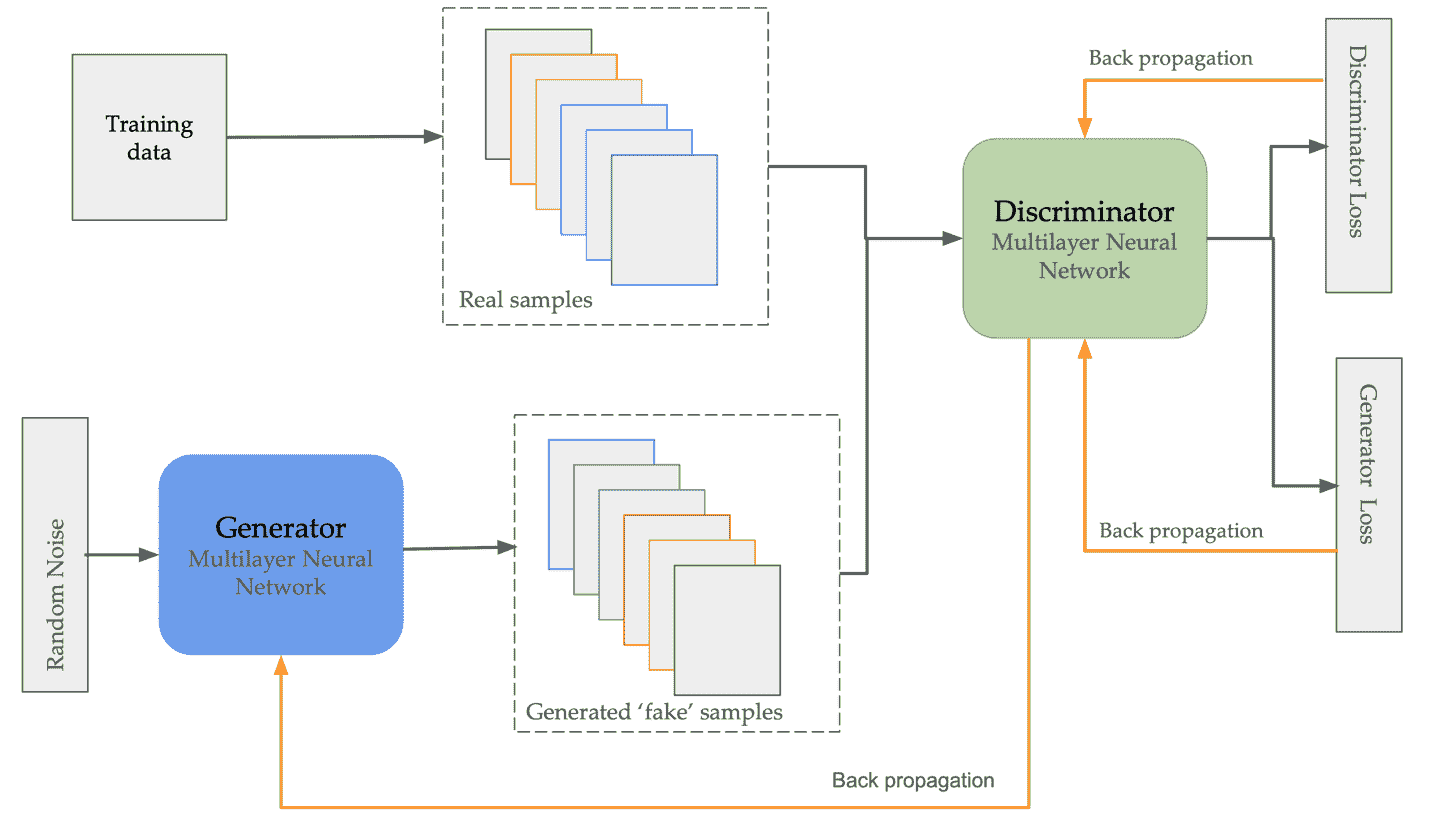 Training
data
Real samples
Back propagation
Discriminator
Multilayer Neural
Network
Discriminator Loss
Random Noise
Generator
Multilayer Neural
Network
Generated ‘fake’ samples
Back propagation
Generator Loss
Back propagation